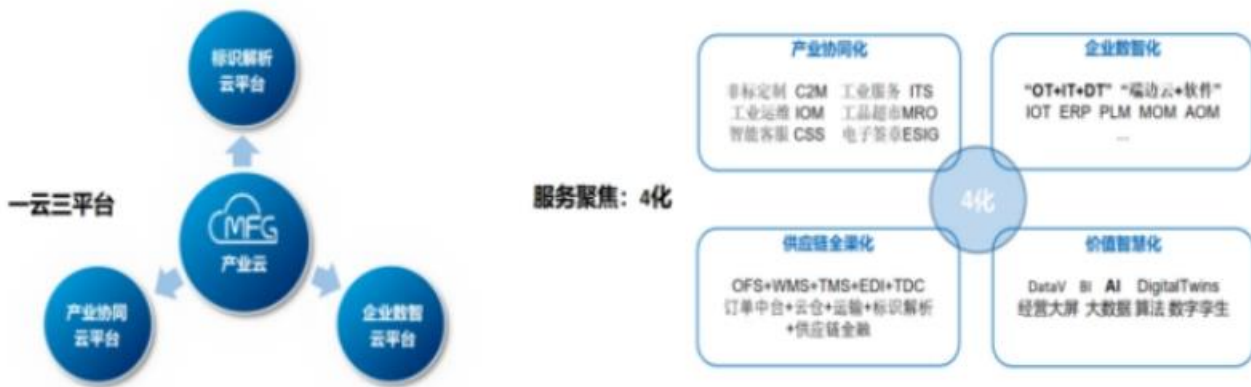 标识解析
云平台
MFG
产业云
一云三平台
产业协同
云平台
企业数智
云平台
服务聚焦：4化
产业协同化
非标定制 C2M 工业服务 ITS
工业运维 IOM 工品超市MRO
智能客服 CSS 电子签章ESIG
企业数智化
“OT+IT+DT” “端边云+软件”
IOT ERP PLM MOM AOM
...
4化
供应链全渠化
OFS+WMS+TMS+EDI+TDC
订单中台+云仓+运输+标识解析
+供应链金融
价值智慧化
DataV BI AI DigitalTwins
经营大屏 大数据 算法 数字孪生